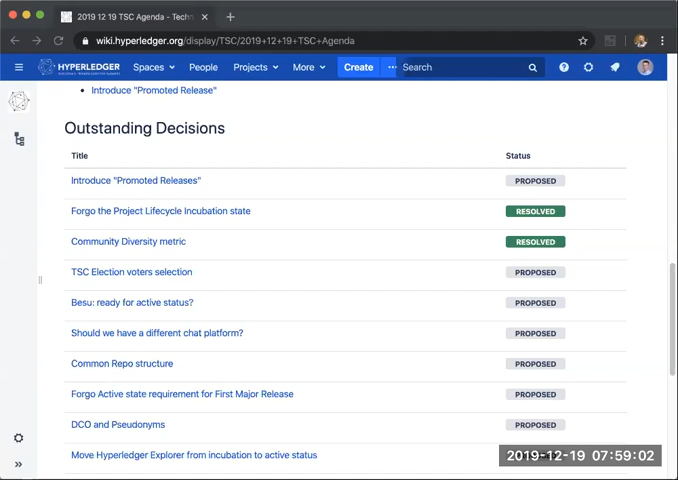 2019 12 19 TSC Agenda - Techn
wiki.hyperledger.org/display/TSC/2019+12+19+TSC+Agenda
HYPERLEDGER Spaces People Projects More Create Search
Introduce "Promoted Release"
Outstanding Decisions
Title Status
Introduce "Promoted Releases" PROPOSED
Forgo the Project Lifecycle Incubation state RESOLVED
Community Diversity metric RESOLVED
TSC Election voters selection PROPOSED
Besu: ready for active status? PROPOSED
Should we have a different chat platform? PROPOSED
Common Repo structure PROPOSED
Forgo Active state requirement for First Major Release PROPOSED
DCO and Pseudonyms PROPOSED
Move Hyperledger Explorer from incubation to active status
2019-12-19 07:59:02